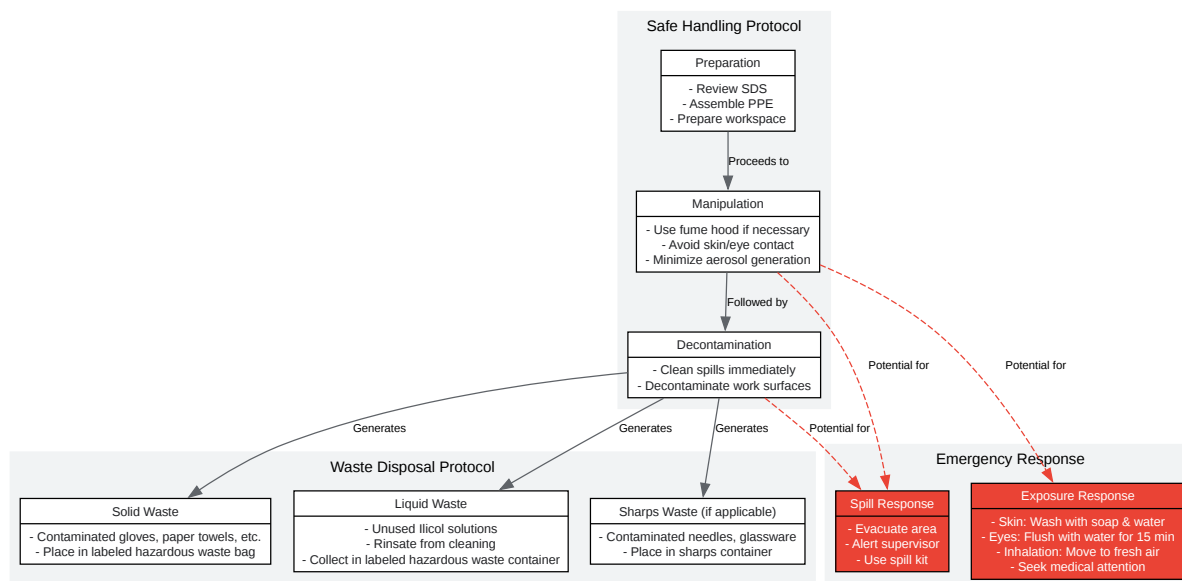 Safe Handling Protocol
Preparation
- Review SDS
- Assemble PPE
- Prepare workspace
Proceeds to
Manipulation
- Use fume hood if necessary
- Avoid skin/eye contact
- Minimize aerosol generation
Followed by
Decontamination
- Clean spills immediately
- Decontaminate work surfaces
Potential for
Potential for
Generates
Generates
Generates
Potential for
Waste Disposal Protocol
Solid Waste
- Contaminated gloves, paper towels, etc.
- Place in labeled hazardous waste bag
Liquid Waste
- Unused Ilicol solutions
- Rinsate from cleaning
- Collect in labeled hazardous waste container
Sharps Waste (if applicable)
- Contaminated needles, glassware
- Place in sharps container
Emergency Response
Spill Response
- Evacuate area
- Alert supervisor
- Use spill kit
Exposure Response
- Skin: Wash with soap & water
- Eyes: Flush with water for 15 min
- Inhalation: Move to fresh air
- Seek medical attention